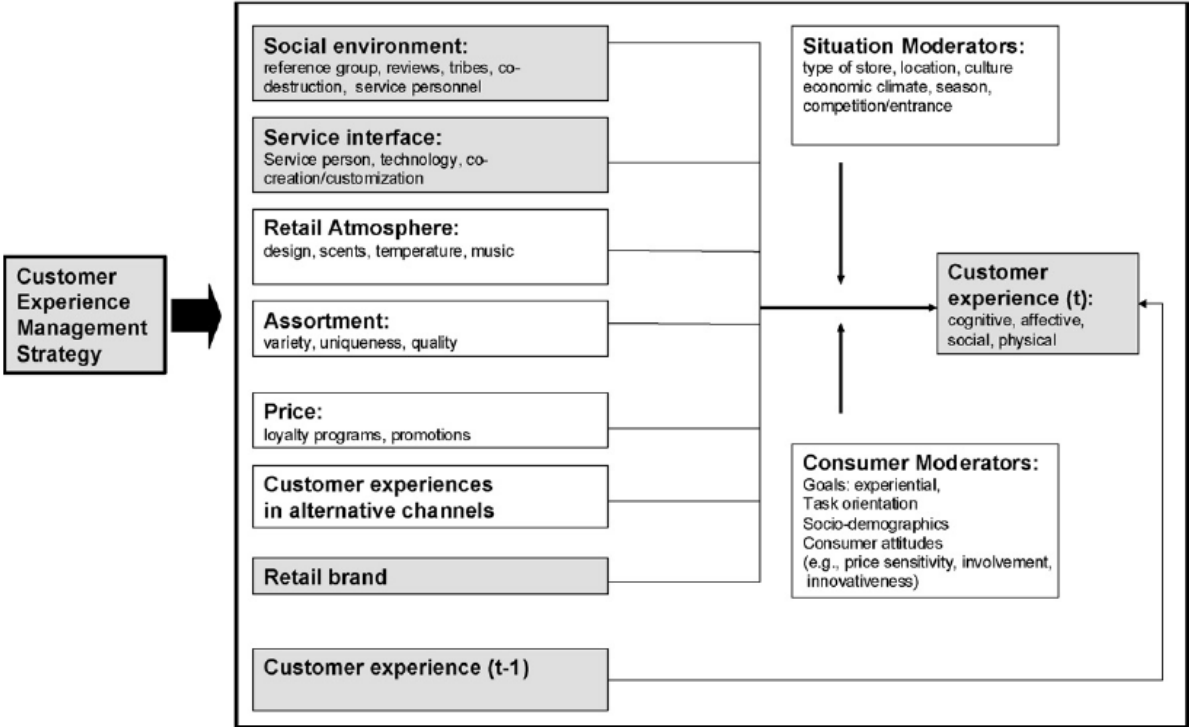 Customer
Experience
Management
Strategy
Social environment:
reference group, reviews, tribes, co-
destruction, service personnel
Service interface:
Service person, technology, co-
creation/customization
Retail Atmosphere:
design, scents, temperature, music
Assortment:
variety, uniqueness, quality
Price:
loyalty programs, promotions
Customer experiences
in alternative channels
Retail brand
Customer experience (t-1)
Situation Moderators:
type of store, location, culture
economic climate, season,
competition/entrance
Customer
experience (t):
cognitive, affective,
social, physical
Consumer Moderators:
Goals: experiential,
Task orientation
Socio-demographics
Consumer attitudes
(e.g., price sensitivity, involvement,
innovativeness)